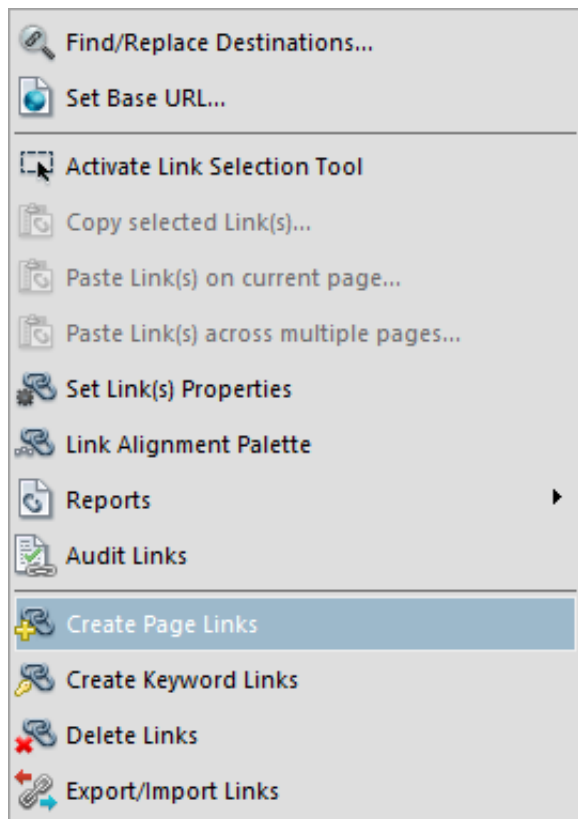 Find/Replace Destinations...
Set Base URL...
Activate Link Selection Tool
Copy selected Link(s)...
Paste Link(s) on current page...
Paste Link(s) across multiple pages...
Set Link(s) Properties
Link Alignment Palette
Reports
Audit Links
Create Page Links
Create Keyword Links
Delete Links
Export/Import Links